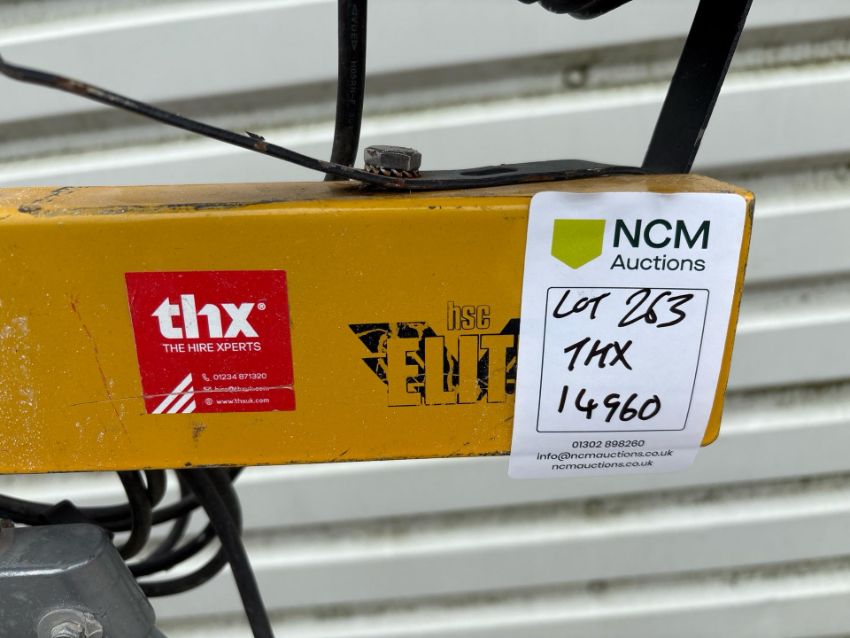 thx®
THE HIRE XPERTS
01234 871320
www.thxuk.com
hsc
ELIT
NCM
Auctions
LOT 263
THX
14960
01302 898260
info@ncmauctions.co.uk
ncmauctions.co.uk